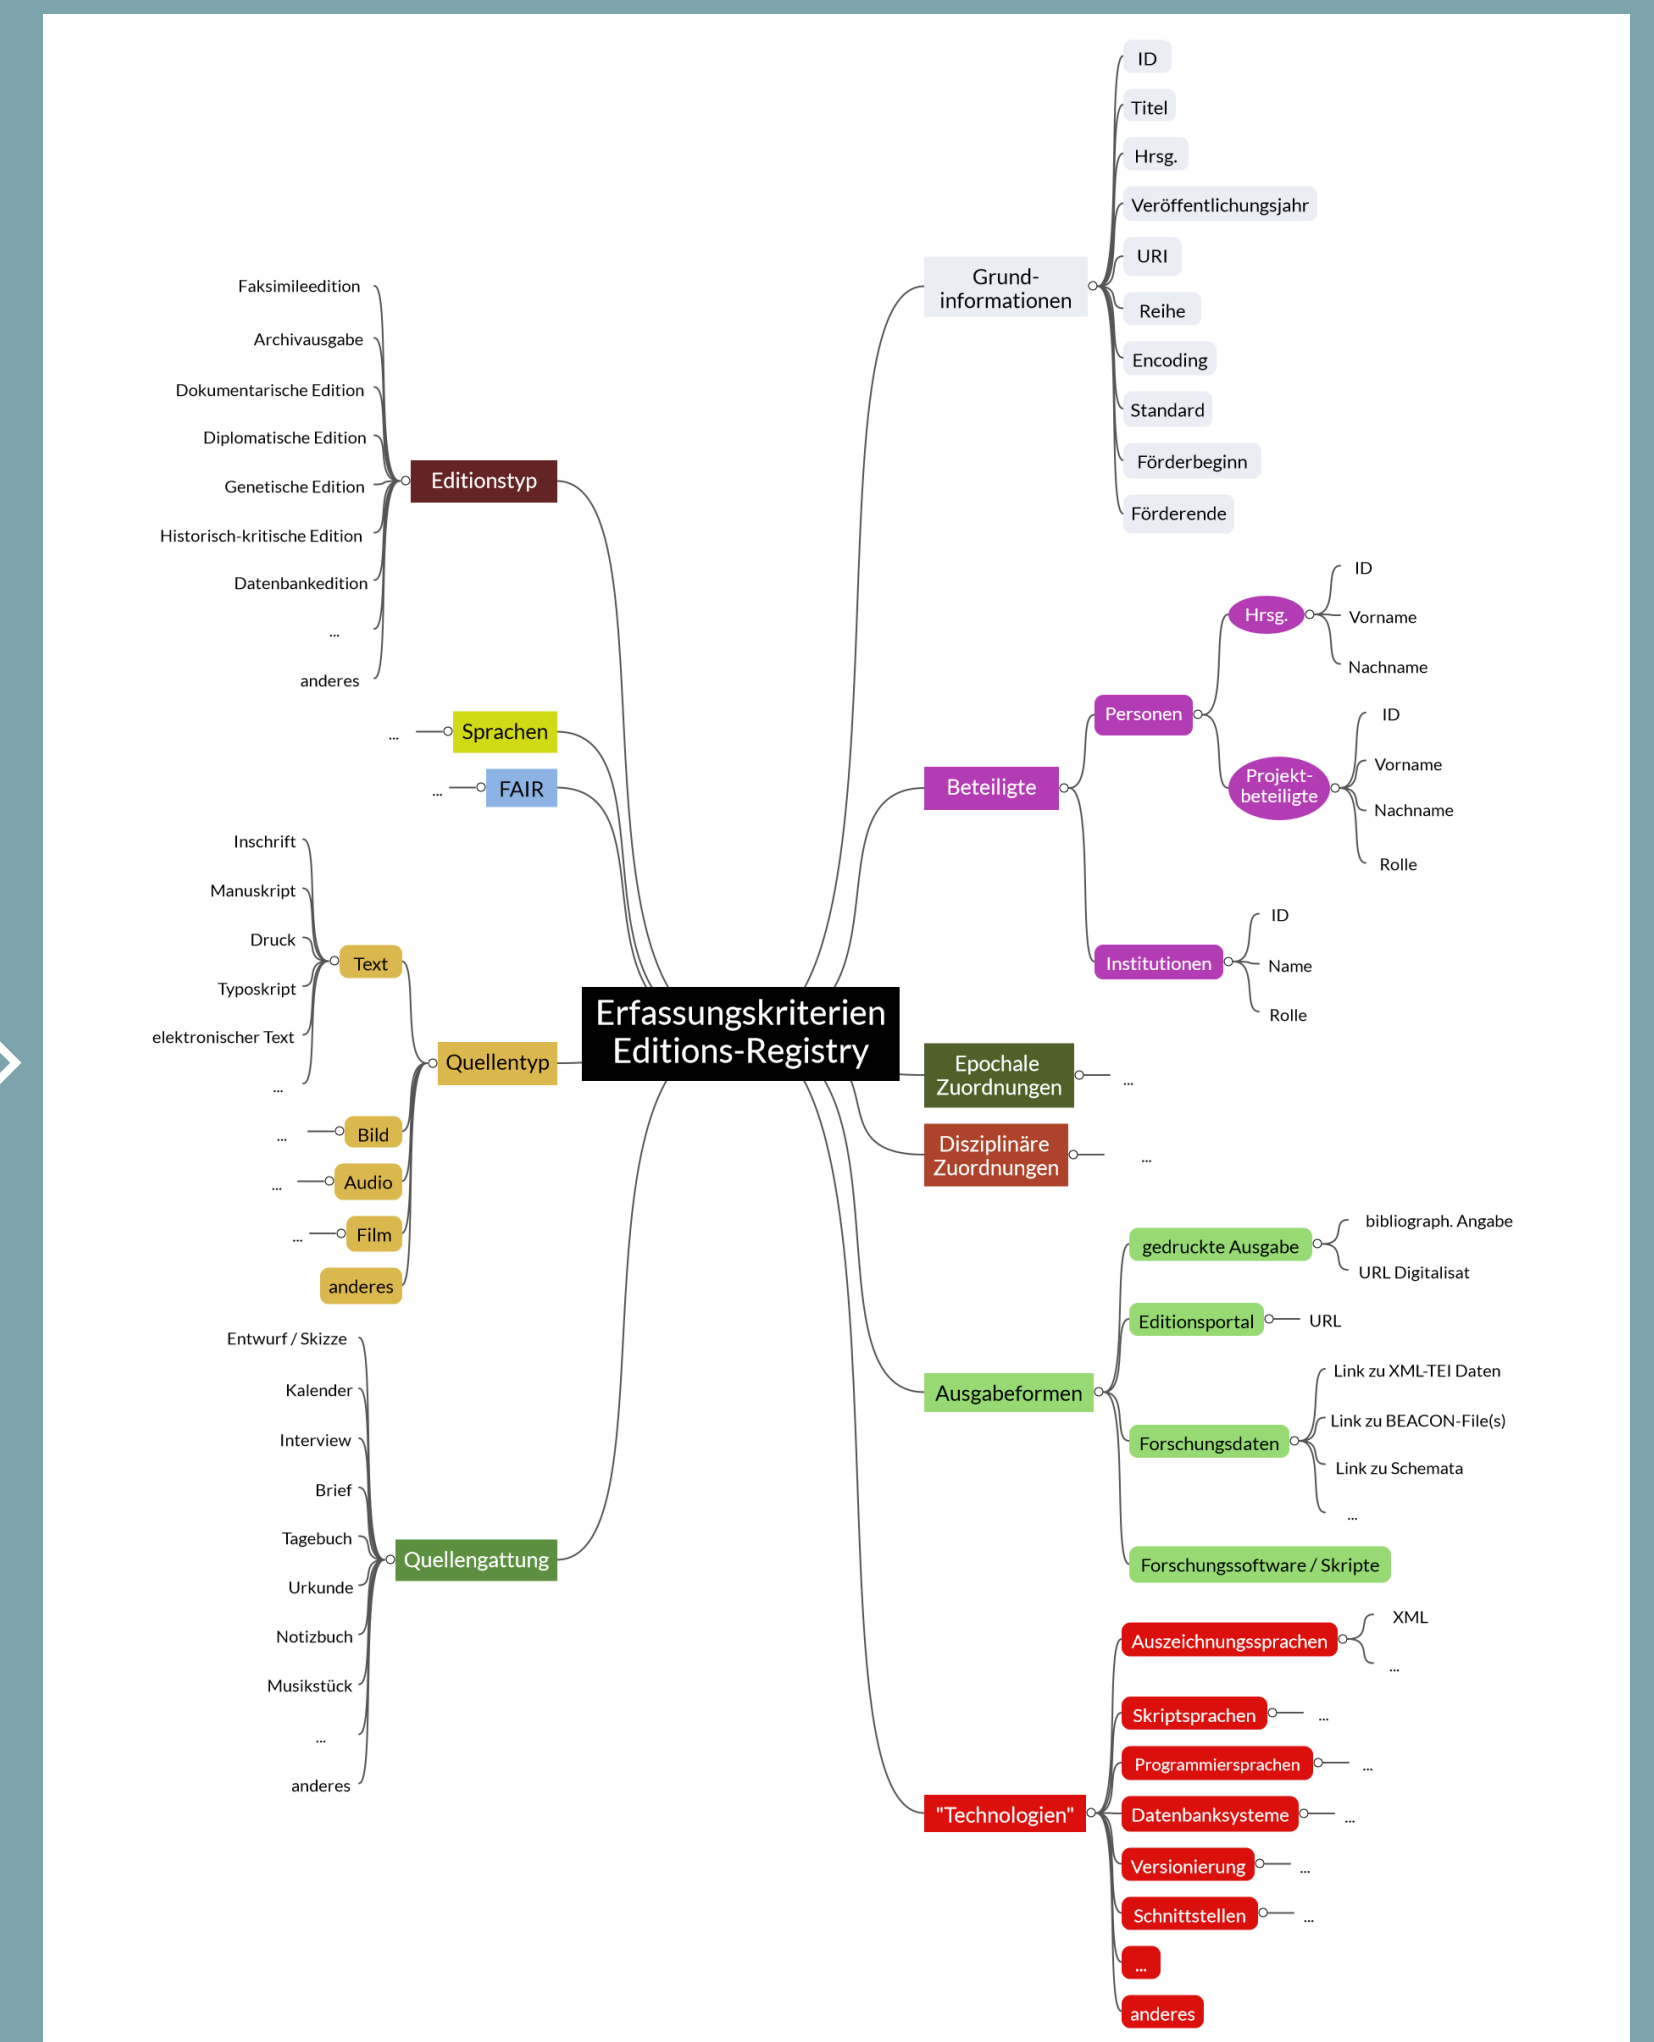 Erfassungskriterien
Editions-Registry
Editionstyp
Faksimileedition
Archivausgabe
Dokumentarische Edition
Diplomatische Edition
Genetische Edition
Historisch-kritische Edition
Datenbankedition
...
anderes
Sprachen
...
FAIR
...
Quellentyp
Text
Inschrift
Manuskript
Druck
Typoskript
elektronischer Text
...
Bild
...
Audio
...
Film
...
anderes
Quellengattung
Entwurf / Skizze
Kalender
Interview
Brief
Tagebuch
Urkunde
Notizbuch
Musikstück
...
anderes
Grund-
informationen
ID
Titel
Hrsg.
Veröffentlichungsjahr
URI
Reihe
Encoding
Standard
Förderbeginn
Förderende
Beteiligte
Personen
Hrsg.
ID
Vorname
Nachname
Projekt-
beteiligte
ID
Vorname
Nachname
Rolle
Institutionen
ID
Name
Rolle
Epochale
Zuordnungen
...
Disziplinäre
Zuordnungen
...
Ausgabeformen
gedruckte Ausgabe
bibliograph. Angabe
URL Digitalisat
Editionsportal
URL
Forschungsdaten
Link zu XML-TEI Daten
Link zu BEACON-File(s)
Link zu Schemata
...
Forschungssoftware / Skripte
"Technologien"
Auszeichnungssprachen
XML
...
Skriptsprachen
...
Programmiersprachen
...
Datenbanksysteme
...
Versionierung
...
Schnittstellen
...
...
anderes